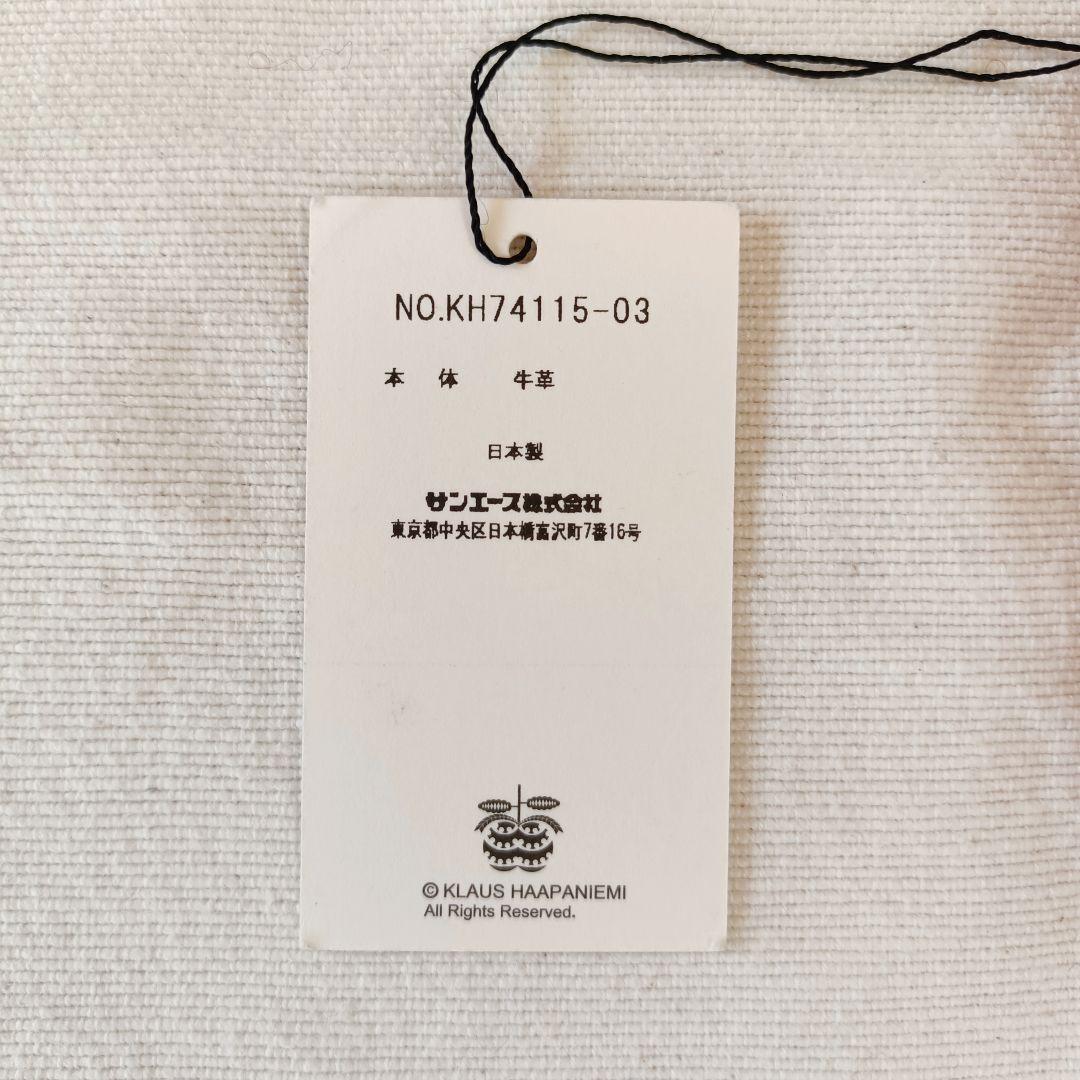 NO.KH74115-03
本 体 牛革
日本製
サンエース株式会社
東京都中央区日本橋富沢町7番16号
© KLAUS HAAPANIEMI
All Rights Reserved.